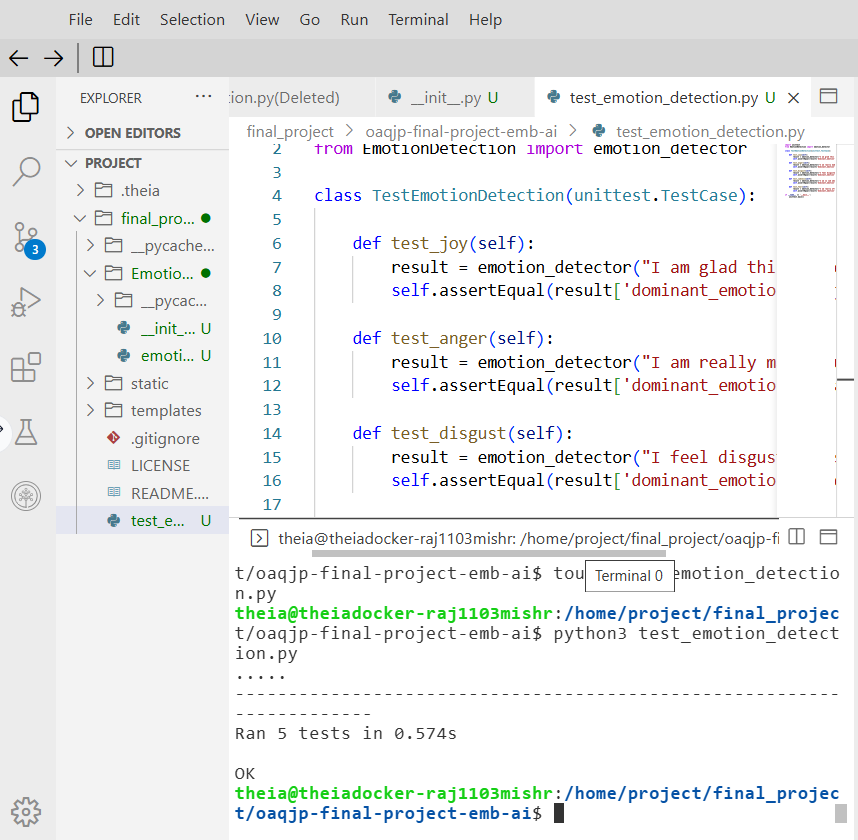 File Edit Selection View Go Run Terminal Help
EXPLORER ...
tion.py(Deleted) __init__.py U test_emotion_detection.py U
OPEN EDITORS
PROJECT
.theia
final_pro...
__pycache...
Emotio...
__pycac...
__init_... U
emoti... U
static
templates
.gitignore
LICENSE
README....
test_e... U
3
final_project > oaqjp-final-project-emb-ai > test_emotion_detection.py
2 from EmotionDetection import emotion_detector
3
4 class TestEmotionDetection(unittest.TestCase):
5
6 def test_joy(self):
7 result = emotion_detector("I am glad thi
8 self.assertEqual(result['dominant_emotio
9
10 def test_anger(self):
11 result = emotion_detector("I am really m
12 self.assertEqual(result['dominant_emotio
13
14 def test_disgust(self):
15 result = emotion_detector("I feel disgus
16 self.assertEqual(result['dominant_emotio
17
theia@theiadocker-raj1103mishr: /home/project/final_project/oaqjp-fi
t/oaqjp-final-project-emb-ai$ tou emotion_detectio
Terminal 0
n.py
theia@theiadocker-raj1103mishr:/home/project/final_projec
t/oaqjp-final-project-emb-ai$ python3 test_emotion_detect
ion.py
.....
---------------------------------------------------------
-------------
Ran 5 tests in 0.574s
OK
theia@theiadocker-raj1103mishr:/home/project/final_projec
t/oaqjp-final-project-emb-ai$